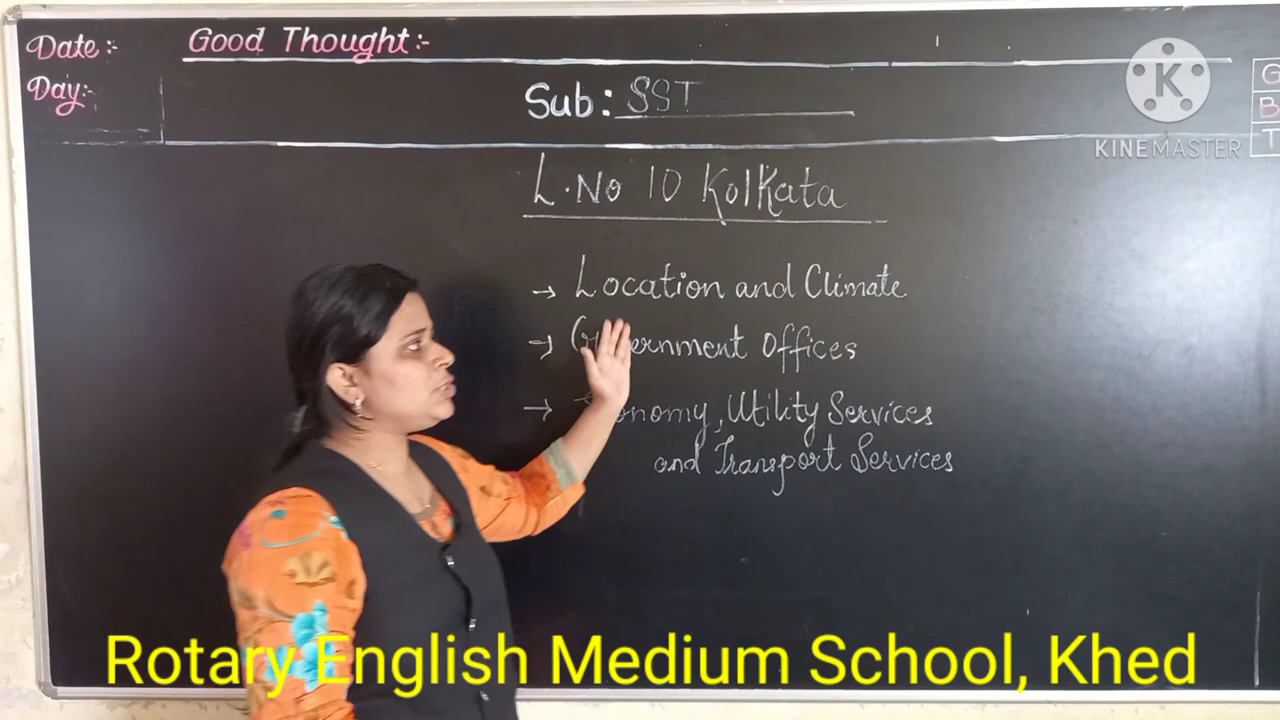 Date:-
Good Thought:-
Day:-
Sub: SST
G
B
T
K
KINEMASTER
L.No 10 Kolkata
→ Location and Climate
→ Government Offices
→ Economy, Utility Services
and Transport Services
Rotary English Medium School, Khed